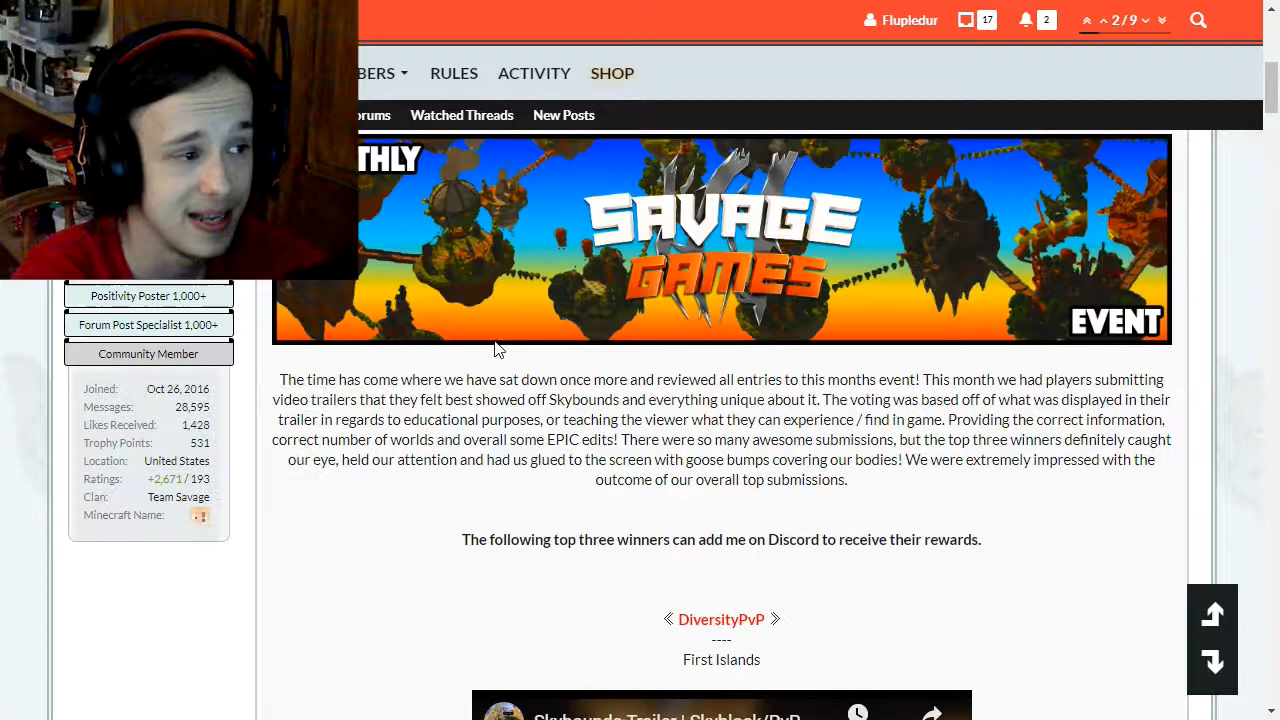 Flupledur 17 2 2 / 9
BERS RULES ACTIVITY SHOP
orums Watched Threads New Posts
THLY
SAVAGE
GAMES
EVENT
Positivity Poster 1,000+
Forum Post Specialist 1,000+
Community Member
Joined: Oct 26, 2016
Messages: 28,595
Likes Received: 1,428
Trophy Points: 531
Location: United States
Ratings: +2,671 / 193
Clan: Team Savage
Minecraft Name:
The time has come where we have sat down once more and reviewed all entries to this months event! This month we had players submitting
video trailers that they felt best showed off Skybounds and everything unique about it. The voting was based off of what was displayed in their
trailer in regards to educational purposes, or teaching the viewer what they can experience / find in game. Providing the correct information,
correct number of worlds and overall some EPIC edits! There were so many awesome submissions, but the top three winners definitely caught
our eye, held our attention and had us glued to the screen with goose bumps covering our bodies! We were extremely impressed with the
outcome of our overall top submissions.
The following top three winners can add me on Discord to receive their rewards.
« DiversityPvP »
----
First Islands
Skybounds Trailer | Skyblock/PvP